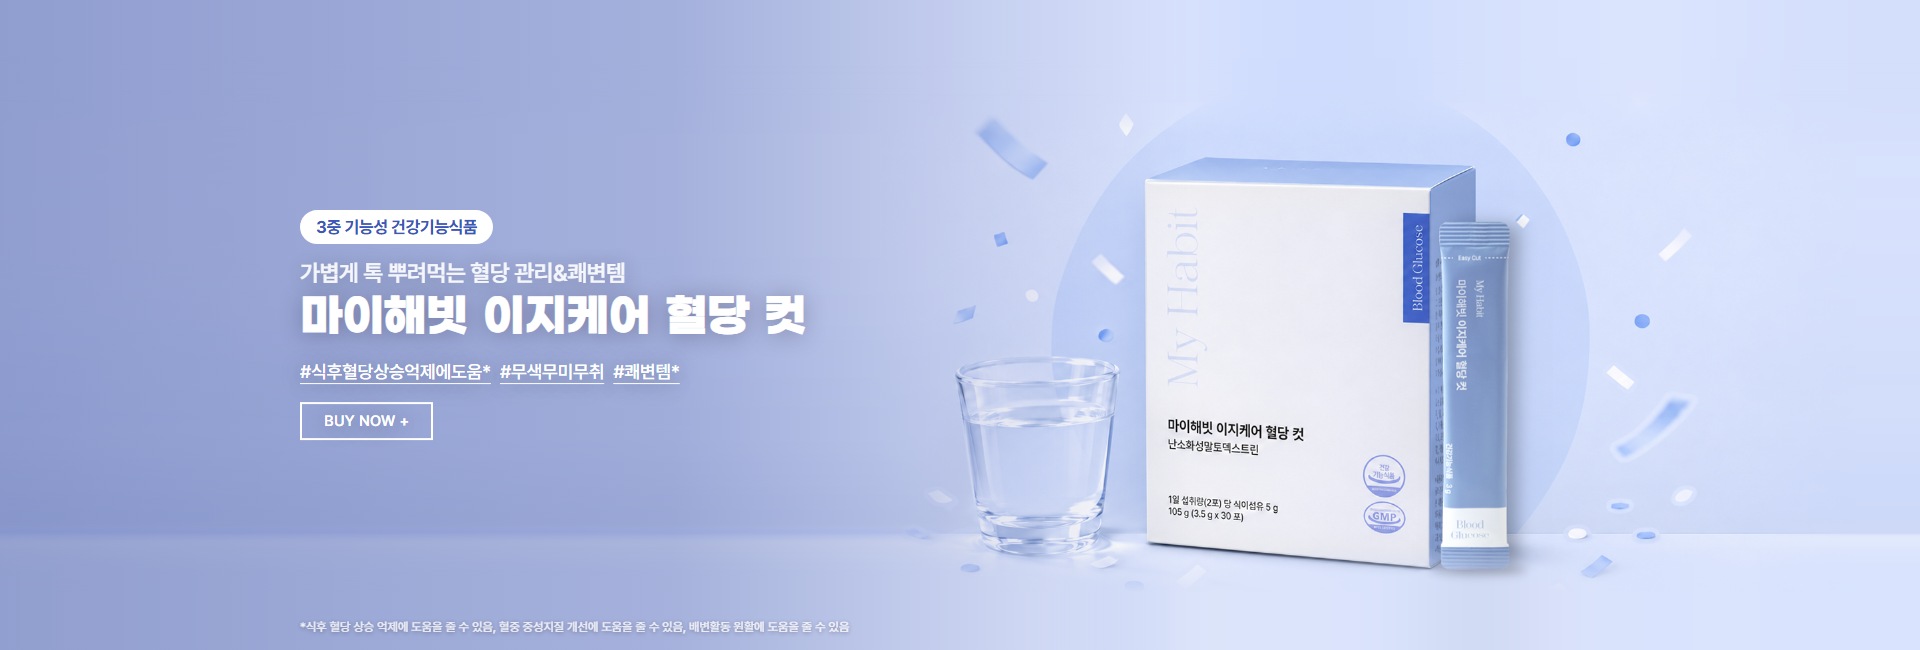 3중 기능성 건강기능식품
가볍게 톡 뿌려먹는 혈당 관리&쾌변템
마이해빗 이지케어 혈당 컷
#식후혈당상승억제에도움* #무색무미무취 #쾌변템*
BUY NOW +
*식후 혈당 상승 억제에 도움을 줄 수 있음, 혈중 중성지질 개선에 도움을 줄 수 있음, 배변활동 원활에 도움을 줄 수 있음
My Habit
Blood Glucose
마이해빗 이지케어 혈당 컷
난소화성말토덱스트린
1일 섭취량(2포) 당 식이섬유 5 g
105 g (3.5 g x 30 포)
건강
기능식품
GMP
Easy Cut
My Habit
마이해빗 이지케어 혈당 컷
Blood
Glucose